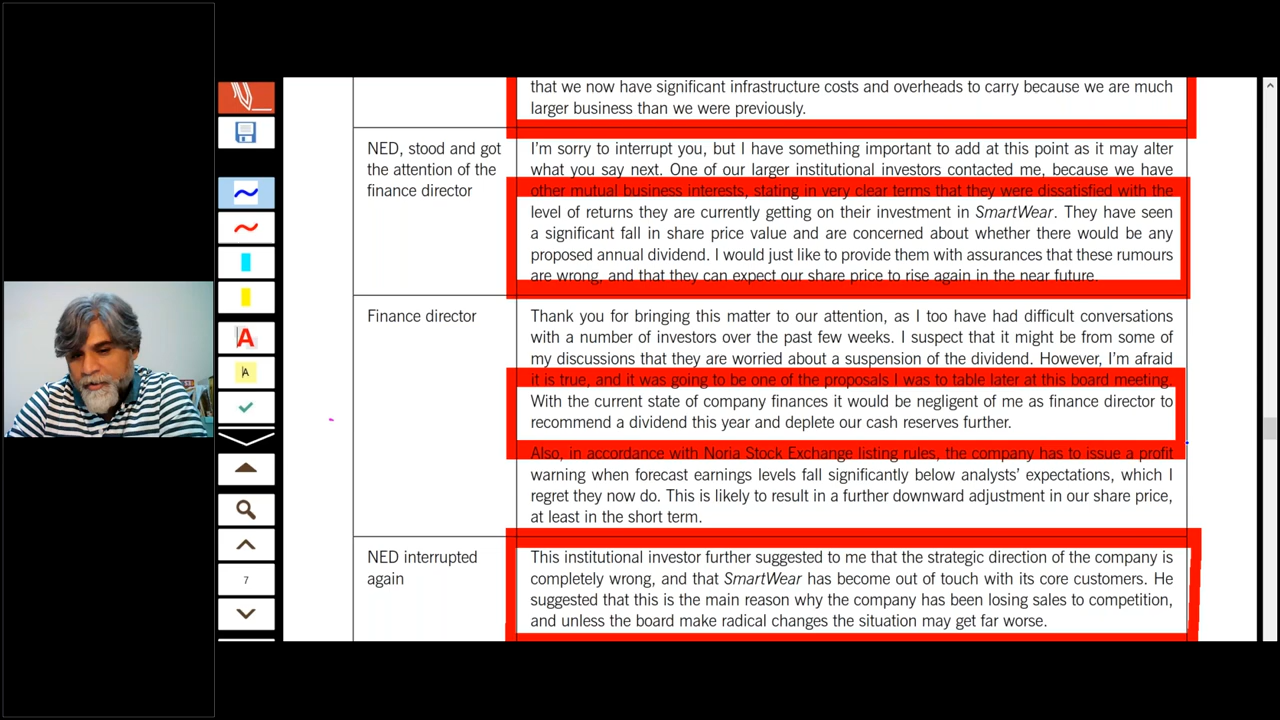 that we now have significant infrastructure costs and overheads to carry because we are much
larger business than we were previously.
NED, stood and got
the attention of the
finance director
I'm sorry to interrupt you, but I have something important to add at this point as it may alter
what you say next. One of our larger institutional investors contacted me, because we have
other mutual business interests, stating in very clear terms that they were dissatisfied with the
level of returns they are currently getting on their investment in SmartWear. They have seen
a significant fall in share price value and are concerned about whether there would be any
proposed annual dividend. I would just like to provide them with assurances that these rumours
are wrong, and that they can expect our share price to rise again in the near future.
Finance director
Thank you for bringing this matter to our attention, as I too have had difficult conversations
with a number of investors over the past few weeks. I suspect that it might be from some of
my discussions that they are worried about a suspension of the dividend. However, I'm afraid
it is true, and it was going to be one of the proposals I was to table later at this board meeting.
With the current state of company finances it would be negligent of me as finance director to
recommend a dividend this year and deplete our cash reserves further.
Also, in accordance with Noria Stock Exchange listing rules, the company has to issue a profit
warning when forecast earnings levels fall significantly below analysts' expectations, which I
regret they now do. This is likely to result in a further downward adjustment in our share price,
at least in the short term.
NED interrupted
again
This institutional investor further suggested to me that the strategic direction of the company is
completely wrong, and that SmartWear has become out of touch with its core customers. He
suggested that this is the main reason why the company has been losing sales to competition,
and unless the board make radical changes the situation may get far worse.
A
A
7